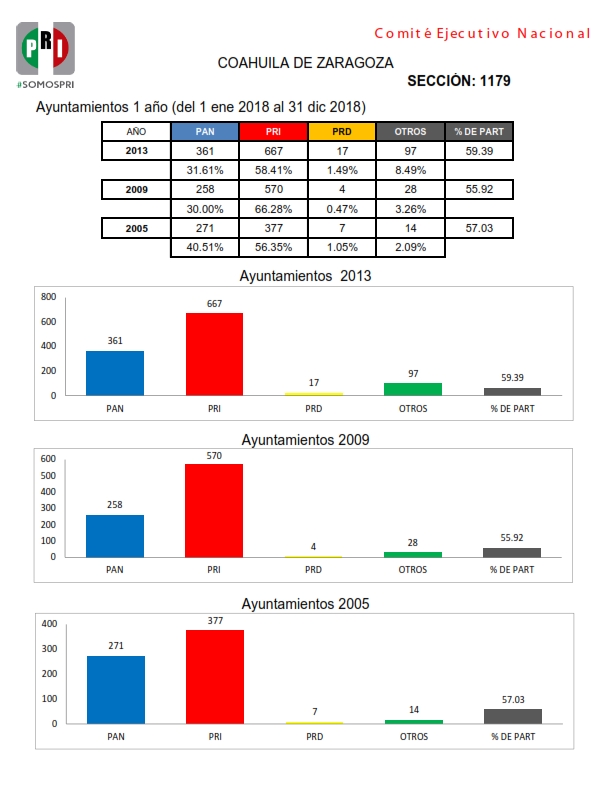 PRI
#SOMOSPRI
Comité Ejecutivo Nacional
COAHUILA DE ZARAGOZA
SECCIÓN: 1179
Ayuntamientos 1 año (del 1 ene 2018 al 31 dic 2018)
AÑO PAN PRI PRD OTROS % DE PART
2013 361 667 17 97 59.39
31.61% 58.41% 1.49% 8.49%
2009 258 570 4 28 55.92
30.00% 66.28% 0.47% 3.26%
2005 271 377 7 14 57.03
40.51% 56.35% 1.05% 2.09%
Ayuntamientos 2013
800
600
400
200
0
361 667 17 97 59.39
PAN PRI PRD OTROS % DE PART
Ayuntamientos 2009
600
500
400
300
200
100
0
258 570 4 28 55.92
PAN PRI PRD OTROS % DE PART
Ayuntamientos 2005
400
300
200
100
0
271 377 7 14 57.03
PAN PRI PRD OTROS % DE PART